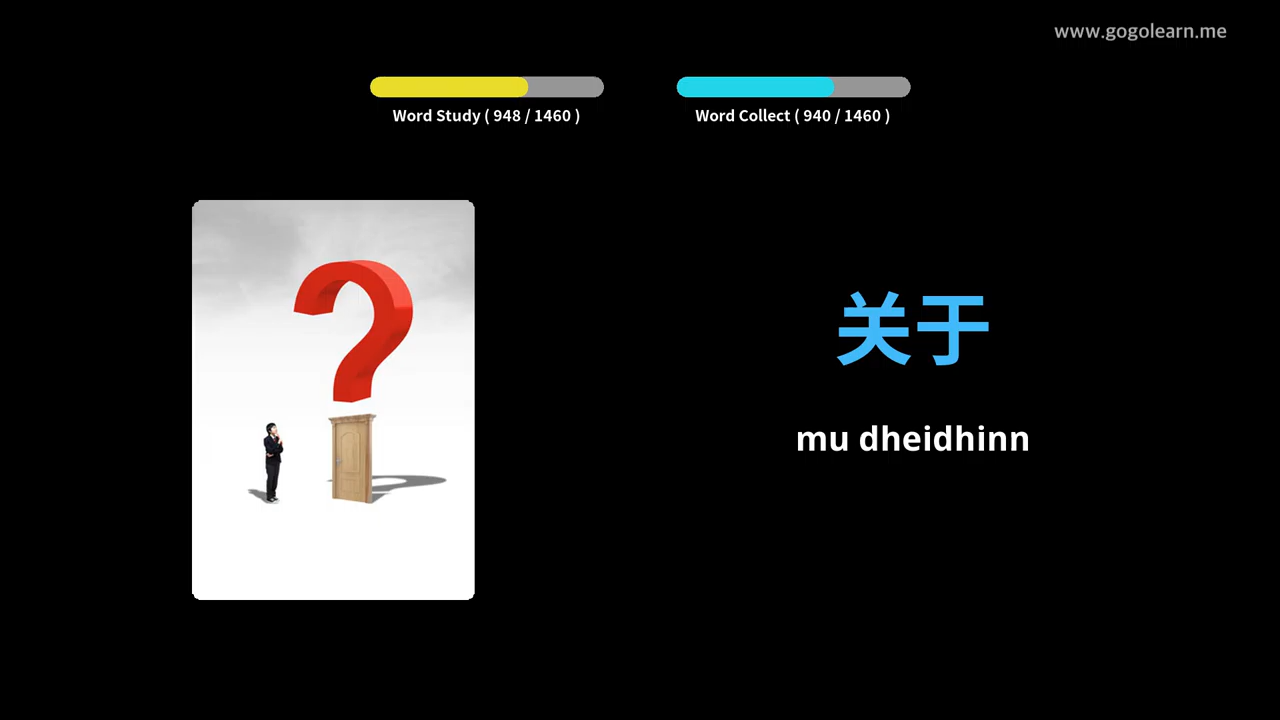 www.gogolearn.me
Word Study ( 948 / 1460 )
Word Collect ( 940 / 1460 )
关于
mu dheidhinn